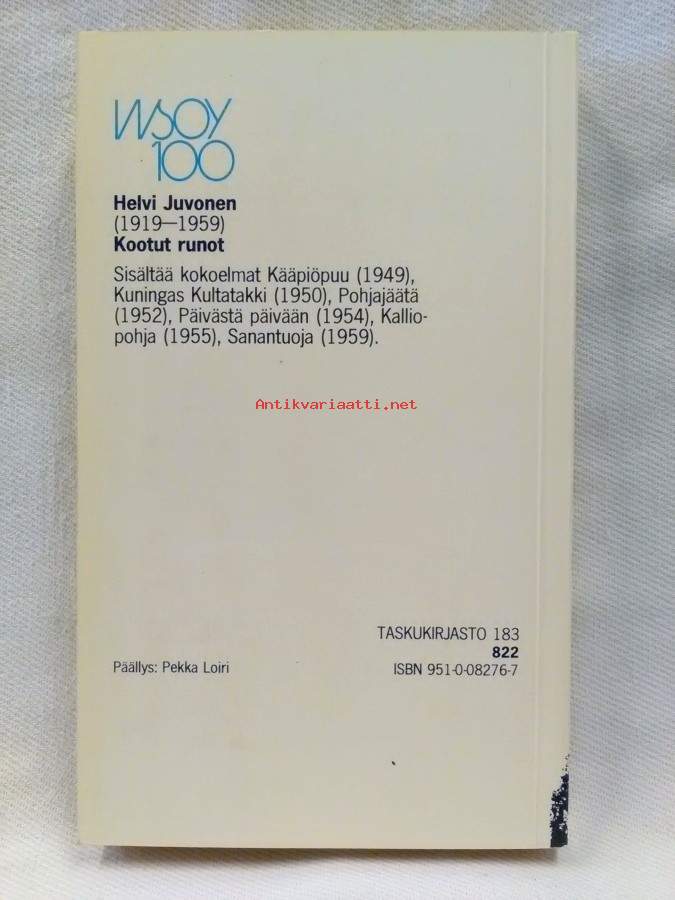 WSOY
100
Helvi Juvonen
(1919—1959)
Kootut runot
Sisältää kokoelmat Kääpiöpuu (1949),
Kuningas Kultatakki (1950), Pohjajäätä
(1952), Päivästä päivään (1954), Kallio-
pohja (1955), Sanantuoja (1959).
Antikvariaatti.net
TASKUKIRJASTO 183
822
Päällys: Pekka Loiri
ISBN 951-0-08276-7